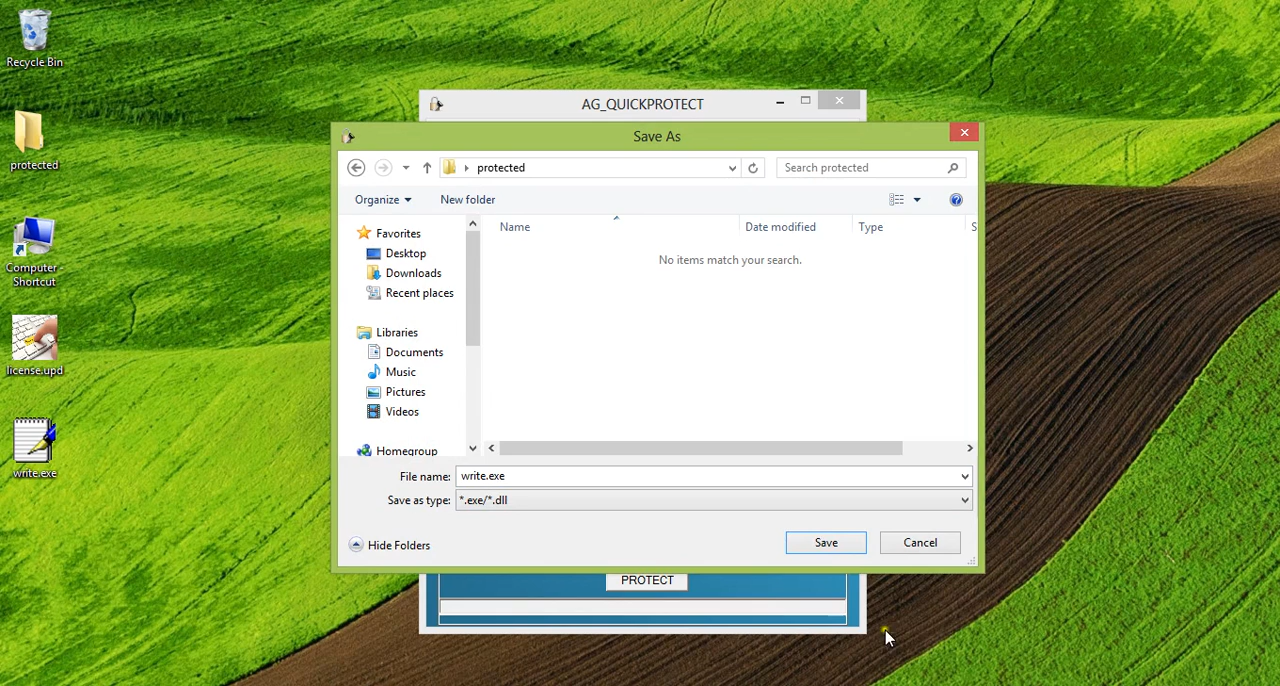 Recycle Bin
protected
Computer -
Shortcut
license.upd
write.exe
AG_QUICKPROTECT
Save As
protected
Search protected
Organize
New folder
Name
Date modified
Type
S
No items match your search.
Favorites
Desktop
Downloads
Recent places
Libraries
Documents
Music
Pictures
Videos
Homegroup
File name: write.exe
Save as type: *.exe/*.dll
Hide Folders
Save
Cancel
PROTECT